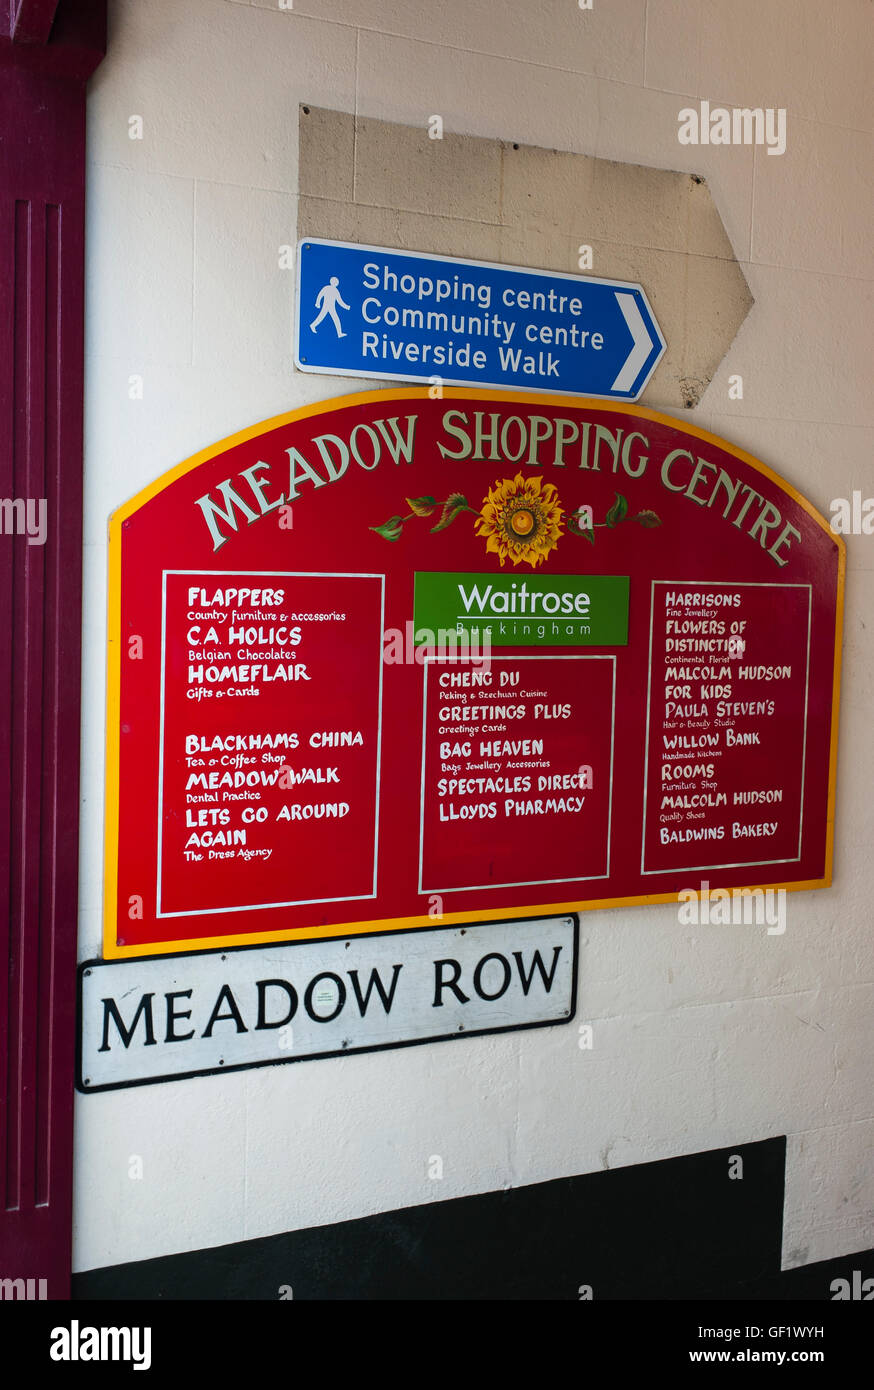 Shopping centre
Community centre
Riverside Walk
MEADOW SHOPPING CENTRE
FLAPPERS
Country furniture & accessories
C.A. HOLICS
Belgian Chocolates
HOMEFLAIR
Gifts & Cards
BLACKHAMS CHINA
Tea & Coffee Shop
MEADOW WALK
Dental Practice
LETS GO AROUND
AGAIN
The Dress Agency
Waitrose
Buckingham
CHENG DU
Peking & Szechuan Cuisine
GREETINGS PLUS
Greetings Cards
BAG HEAVEN
Bags Jewellery Accessories
SPECTACLES DIRECT
LLOYDS PHARMACY
HARRISONS
Fine Jewellery
FLOWERS OF
DISTINCTION
Continental Florist
MALCOLM HUDSON
FOR KIDS
PAULA STEVEN'S
Hair & Beauty Studio
WILLOW BANK
Handmade Kitchens
ROOMS
Furniture Shop
MALCOLM HUDSON
Quality Shoes
BALDWINS BAKERY
MEADOW ROW
alamy
Image ID: GF1WYH
www.alamy.com